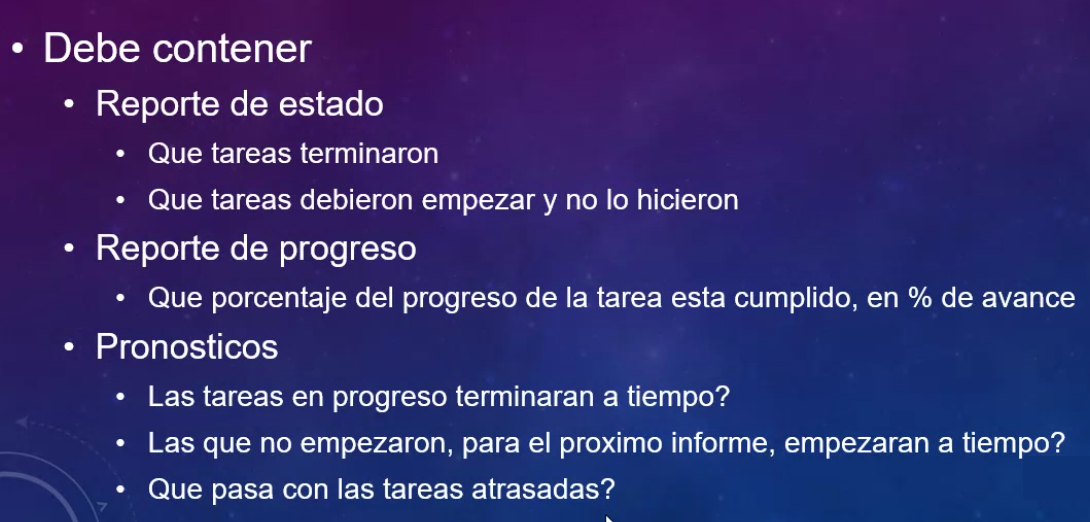 • Debe contener
• Reporte de estado
• Que tareas terminaron
• Que tareas debieron empezar y no lo hicieron
• Reporte de progreso
• Que porcentaje del progreso de la tarea esta cumplido, en % de avance
• Pronosticos
• Las tareas en progreso terminaran a tiempo?
• Las que no empezaron, para el proximo informe, empezaran a tiempo?
• Que pasa con las tareas atrasadas?